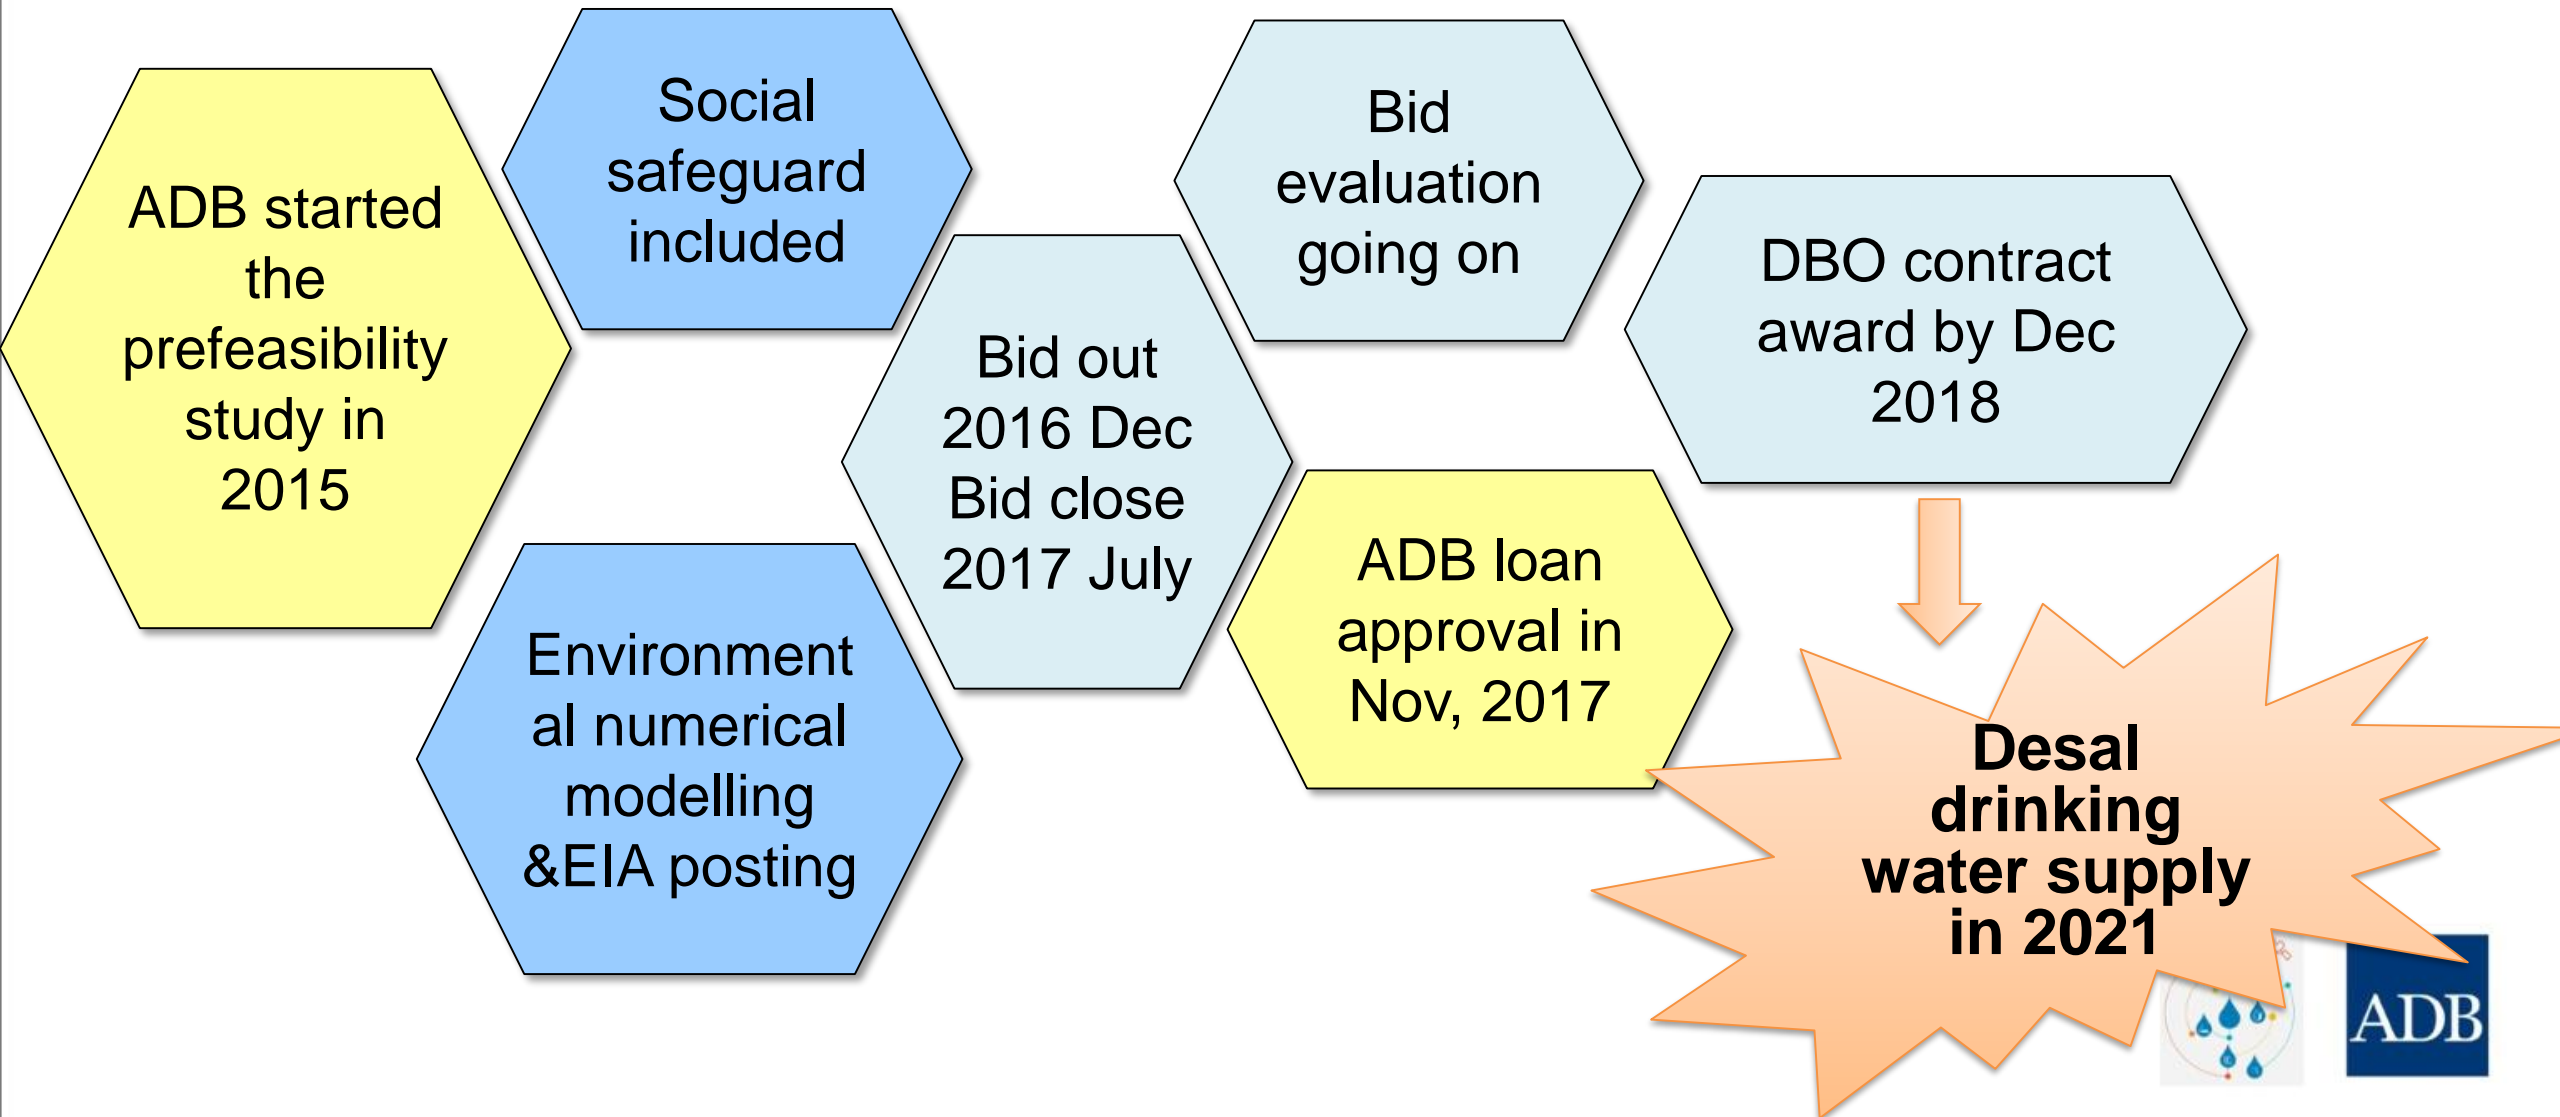 ADB started
the
prefeasibility
study in
2015
Social
safeguard
included
Environment
al numerical
modelling
&EIA posting
Bid out
2016 Dec
Bid close
2017 July
Bid
evaluation
going on
ADB loan
approval in
Nov, 2017
DBO contract
award by Dec
2018
Desal
drinking
water supply
in 2021
ADB